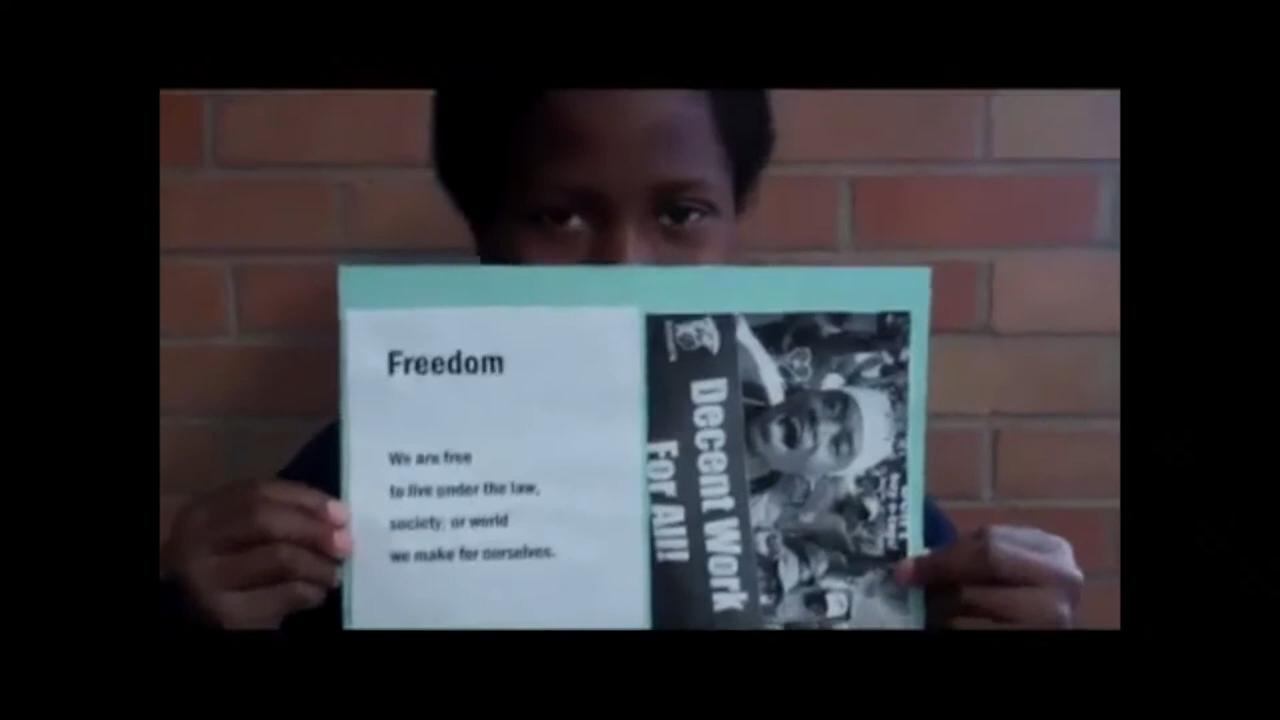 Freedom
We are free
to live under the law,
society, or world
we make for ourselves.
Decent Work
For All!